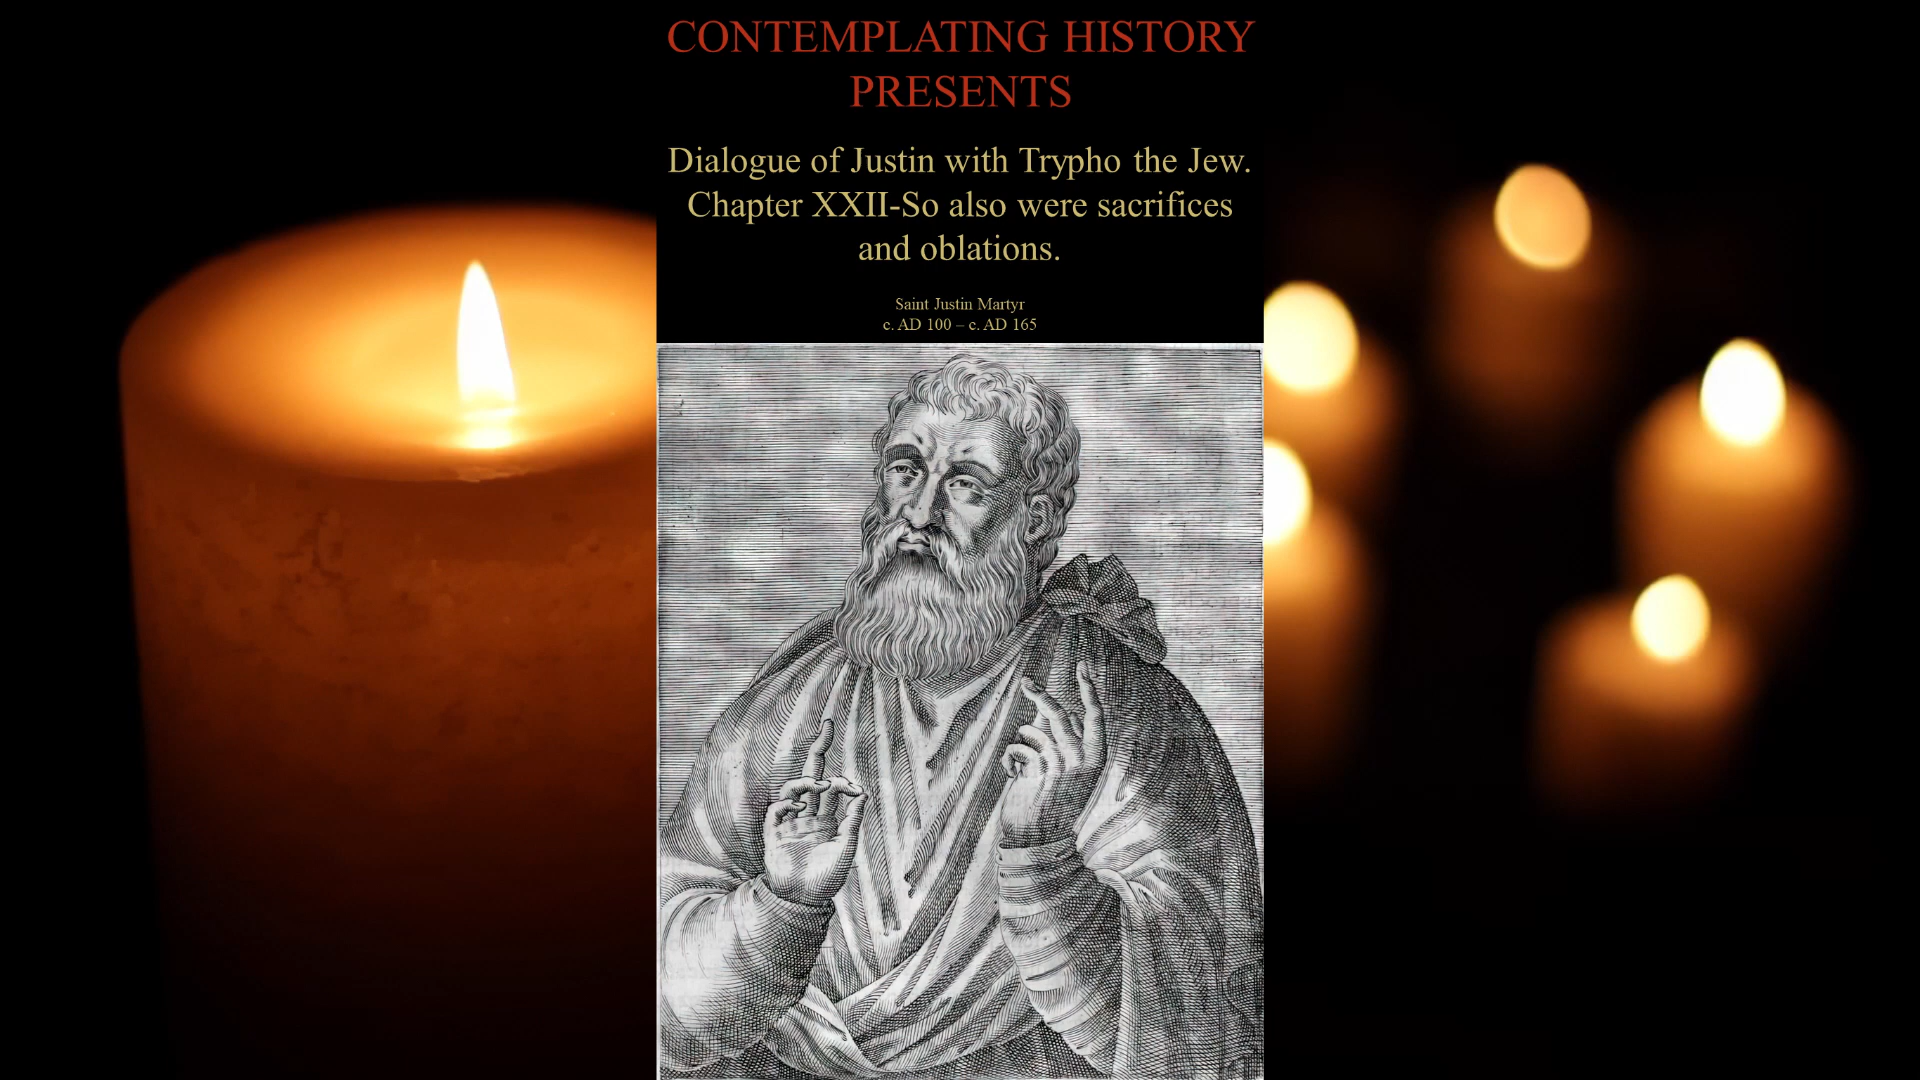 CONTEMPLATING HISTORY
PRESENTS
Dialogue of Justin with Trypho the Jew.
Chapter XXII-So also were sacrifices
and oblations.
Saint Justin Martyr
c. AD 100 – c. AD 165